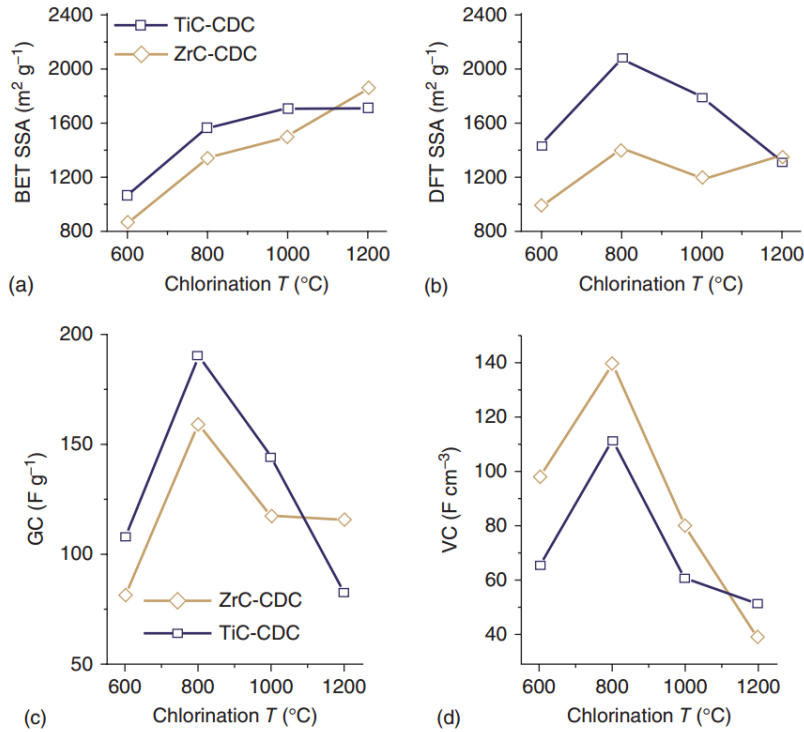 2400
2000
1600
1200
800
BET SSA (m² g⁻¹)
TiC-CDC
ZrC-CDC
600 800 1000 1200
Chlorination T (°C)
(a)
2400
2000
1600
1200
800
DFT SSA (m² g⁻¹)
600 800 1000 1200
Chlorination T (°C)
(b)
200
150
100
50
GC (F g⁻¹)
ZrC-CDC
TiC-CDC
600 800 1000 1200
Chlorination T (°C)
(c)
140
120
100
80
60
40
VC (F cm⁻³)
600 800 1000 1200
Chlorination T (°C)
(d)